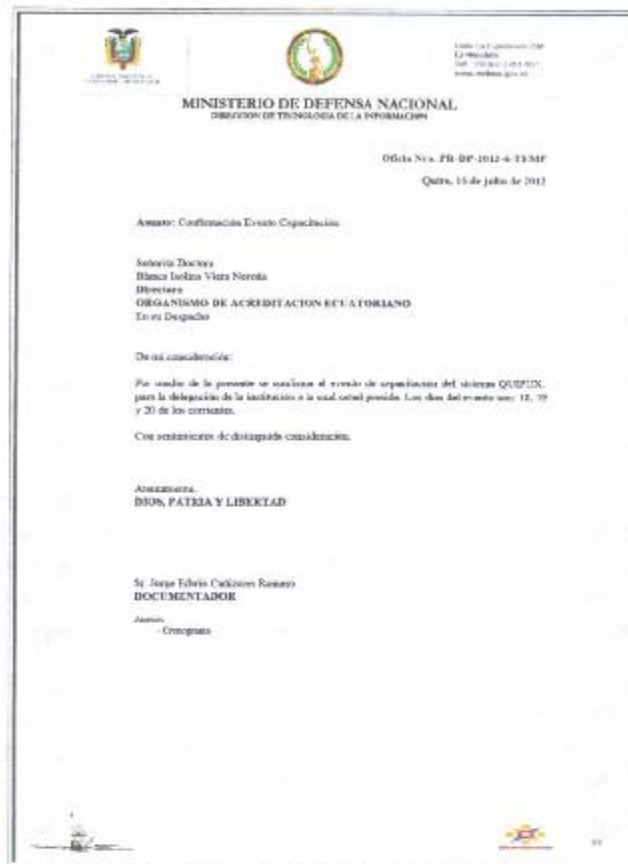 MINISTERIO DE DEFENSA NACIONAL
DIRECCION DE TECNOLOGIA DE LA INFORMACION
Oficio Nro. PR-DP-2012-6-TEMP
Quito, 15 de julio de 2012
Asunto: Confirmación Evento Capacitación
Señorita Doctora
Blanca Isolina Viera Noroña
Directora
ORGANISMO DE ACREDITACION ECUATORIANO
En su Despacho
De mi consideración:
Por medio de la presente se confirma el evento de capacitación del sistema QUIPUX,
para la delegación de la institución a la cual usted preside. Los días del evento son: 18, 19
y 20 de los corrientes.
Con sentimientos de distinguida consideración.
Atentamente,
DIOS, PATRIA Y LIBERTAD
Sr. Jorge Edwin Cañizares Romero
DOCUMENTADOR
Anexos:
- Cronograma